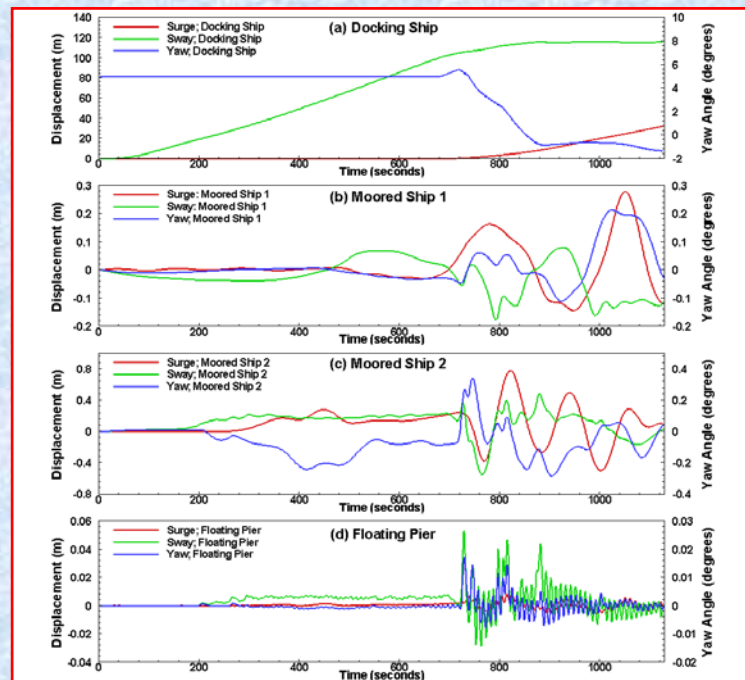 (a) Docking Ship
Surge; Docking Ship
Sway; Docking Ship
Yaw; Docking Ship
Displacement (m)
140
120
100
80
60
40
20
0
Yaw Angle (degrees)
10
8
6
4
2
0
-2
0 200 400 600 800 1000
Time (seconds)
(b) Moored Ship 1
Surge; Moored Ship 1
Sway; Moored Ship 1
Yaw; Moored Ship 1
Displacement (m)
0.3
0.2
0.1
0
-0.1
-0.2
Yaw Angle (degrees)
0.3
0.2
0.1
0
-0.1
-0.2
0 200 400 600 800 1000
Time (seconds)
(c) Moored Ship 2
Surge; Moored Ship 2
Sway; Moored Ship 2
Yaw; Moored Ship 2
Displacement (m)
0.8
0.4
0
-0.4
-0.8
Yaw Angle (degrees)
0.4
0.2
0
-0.2
-0.4
0 200 400 600 800 1000
Time (seconds)
(d) Floating Pier
Surge; Floating Pier
Sway; Floating Pier
Yaw; Floating Pier
Displacement (m)
0.06
0.04
0.02
0
-0.02
-0.04
Yaw Angle (degrees)
0.03
0.02
0.01
0
-0.01
-0.02
0 200 400 600 800 1000
Time (seconds)